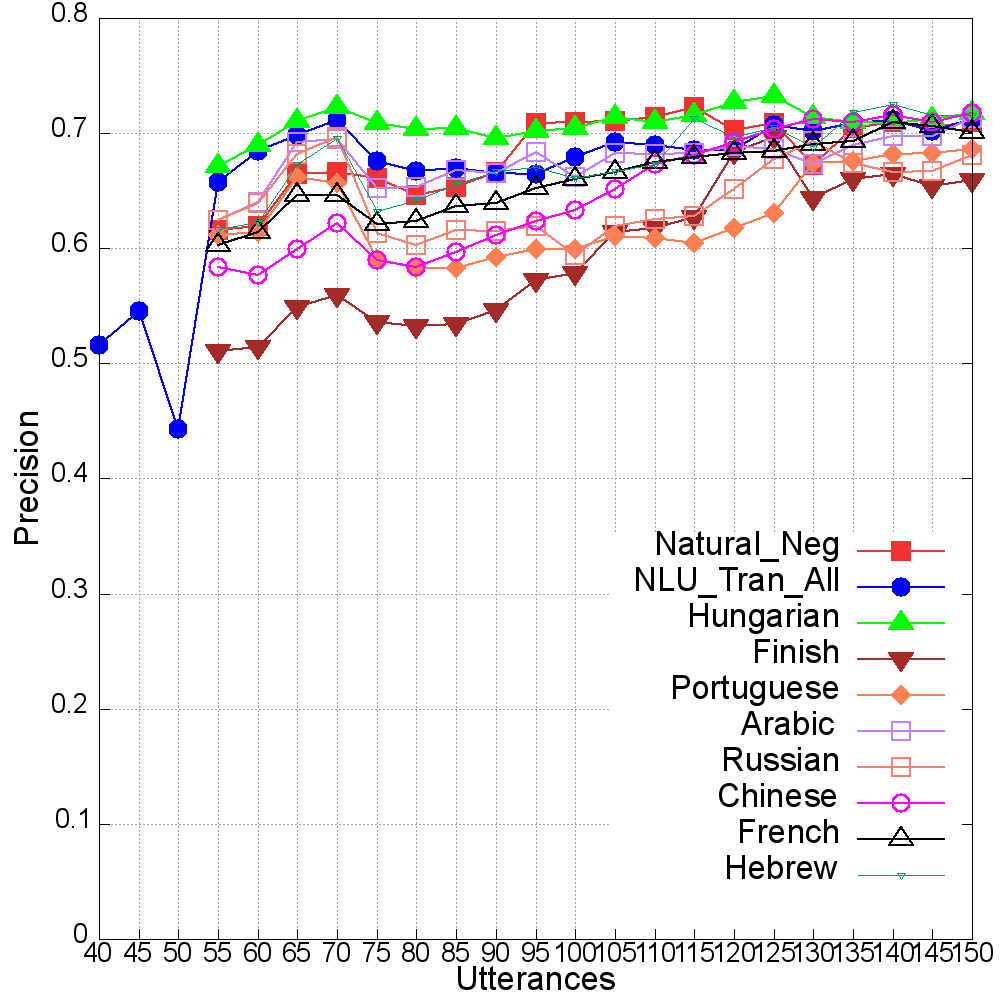 0.8
0.7
0.6
0.5
0.4
0.3
0.2
0.1
0
Precision
Natural_Neg
NLU_Tran_All
Hungarian
Finish
Portuguese
Arabic
Russian
Chinese
French
Hebrew
40 45 50 55 60 65 70 75 80 85 90 95 100 105 110 115 120 125 130 135 140 145 150
Utterances